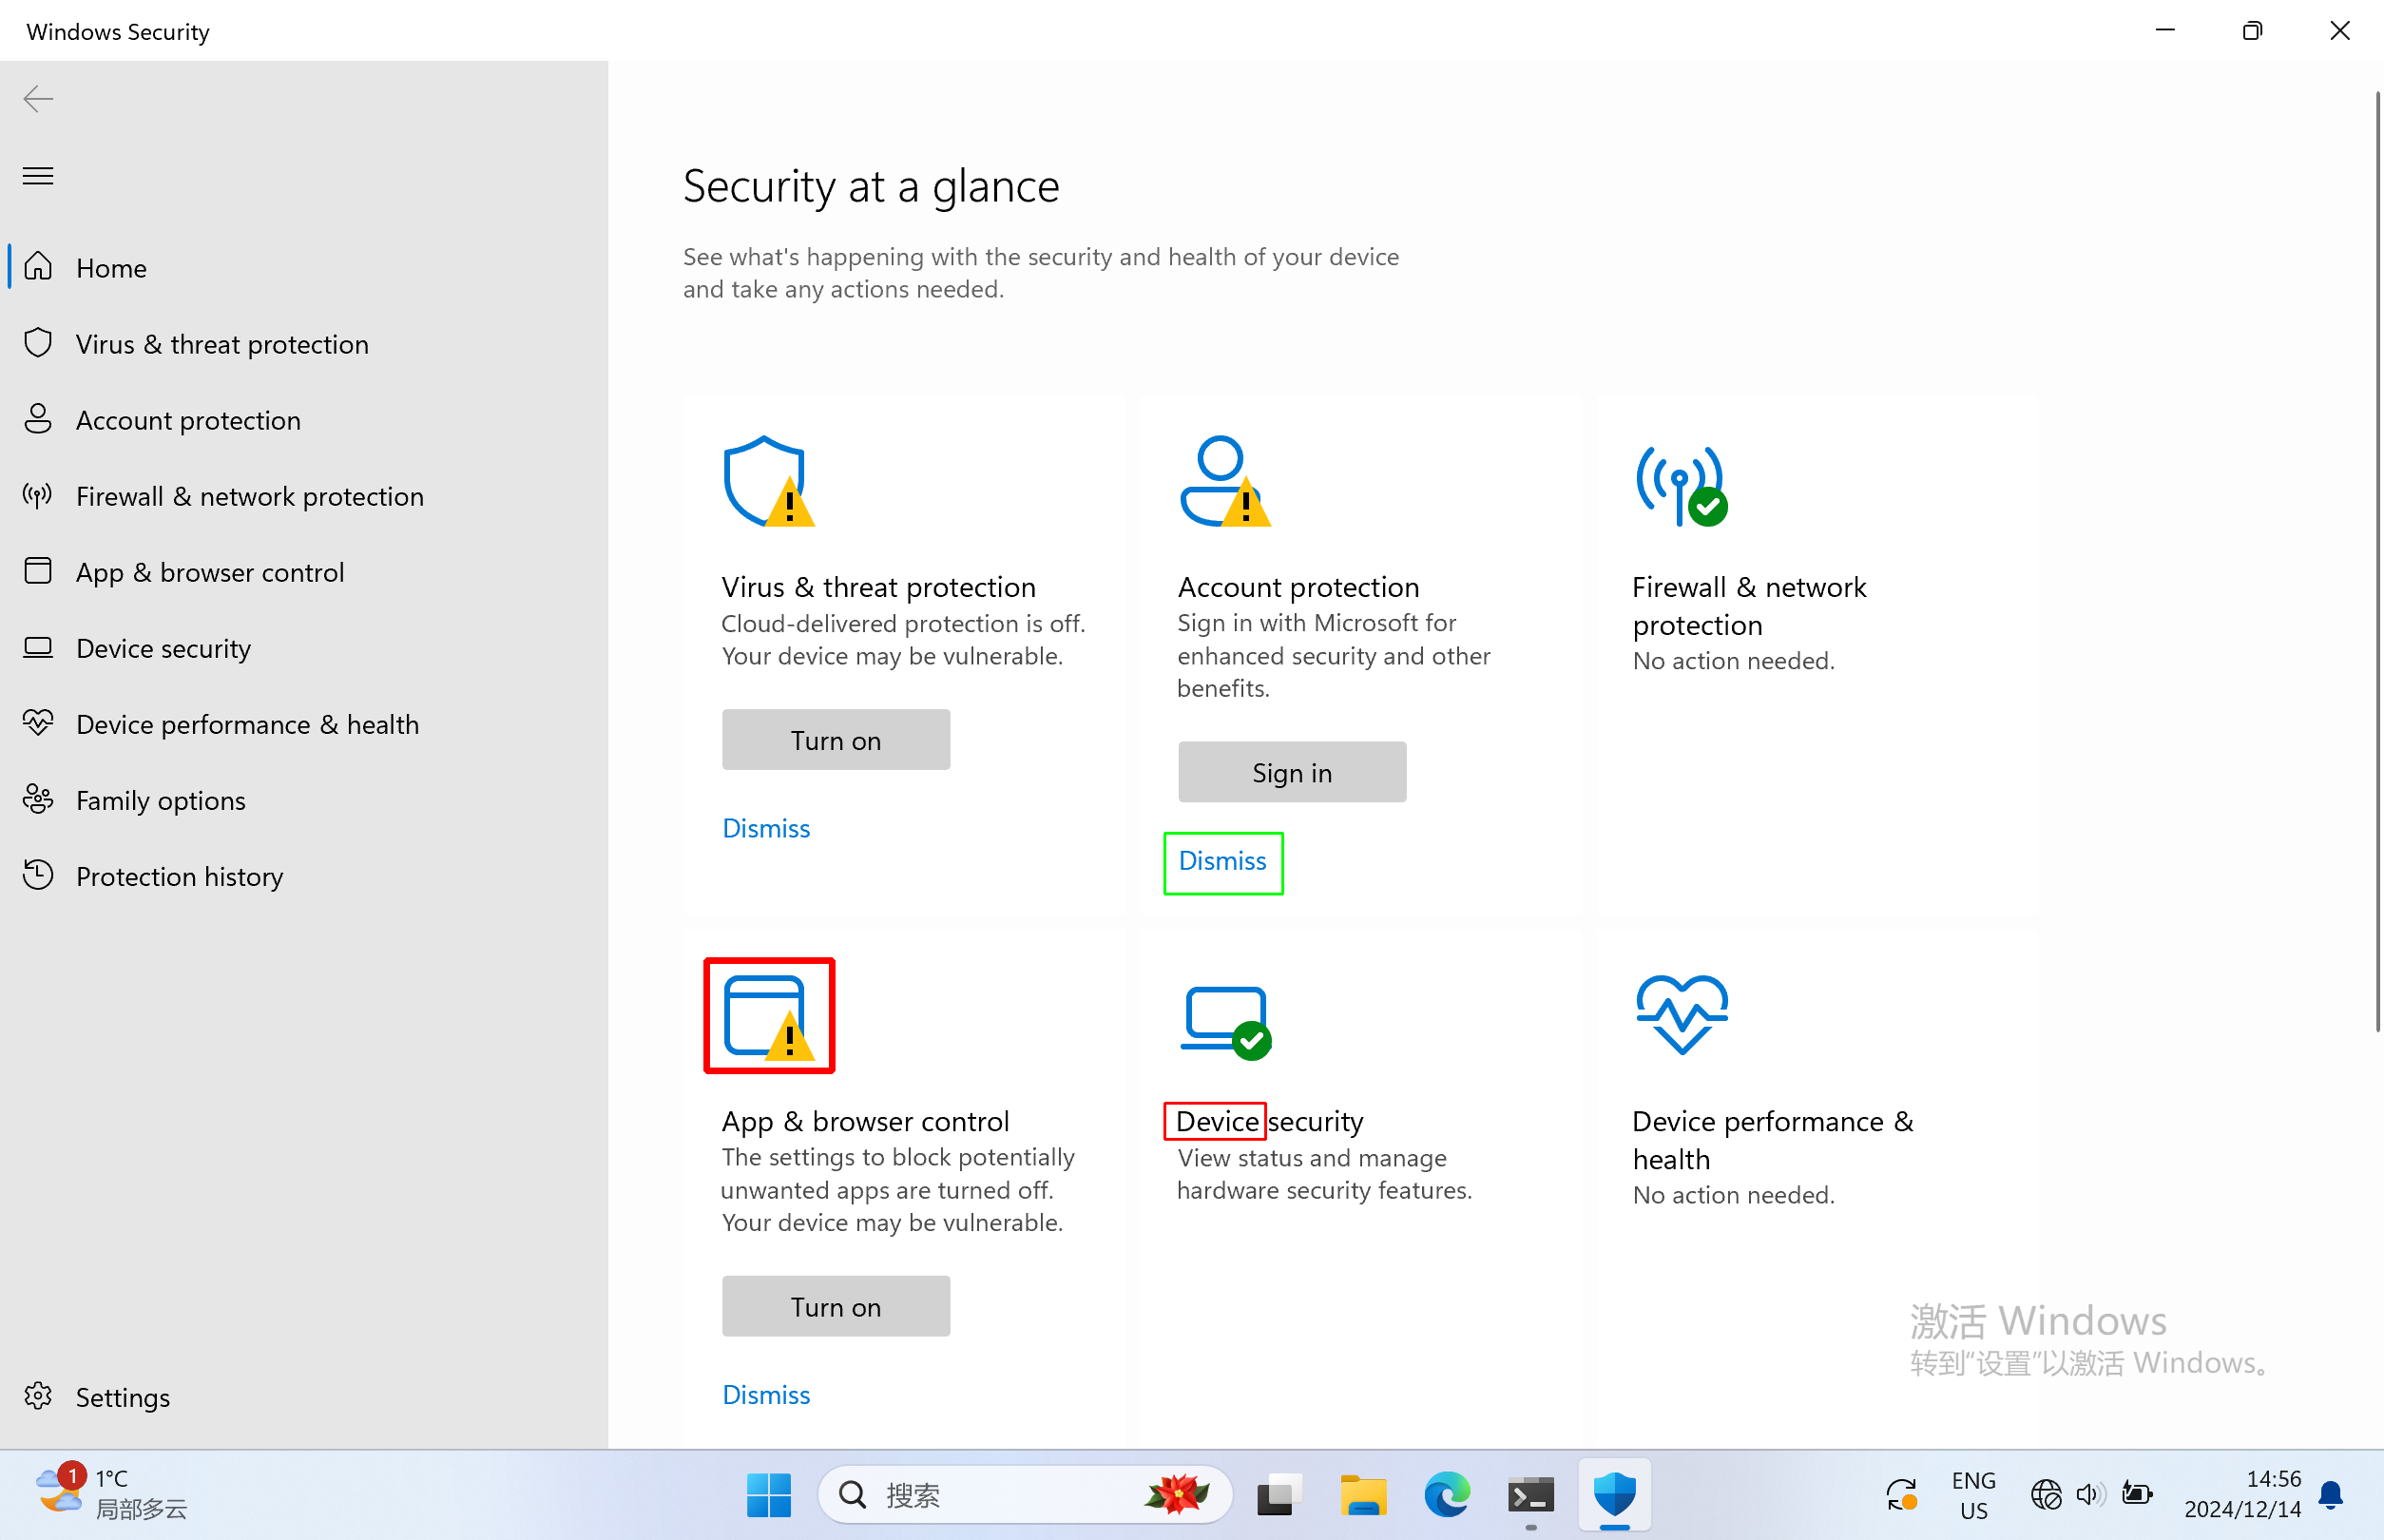 Windows Security
Home
Virus & threat protection
Account protection
Firewall & network protection
App & browser control
Device security
Device performance & health
Family options
Protection history
Settings
Security at a glance
See what's happening with the security and health of your device
and take any actions needed.
Virus & threat protection
Cloud-delivered protection is off.
Your device may be vulnerable.
Turn on
Dismiss
Account protection
Sign in with Microsoft for
enhanced security and other
benefits.
Sign in
Dismiss
Firewall & network
protection
No action needed.
App & browser control
The settings to block potentially
unwanted apps are turned off.
Your device may be vulnerable.
Turn on
Dismiss
Device security
View status and manage
hardware security features.
Device performance &
health
No action needed.
激活 Windows
转到“设置”以激活 Windows。
1
1°C
局部多云
搜索
ENG
US
14:56
2024/12/14